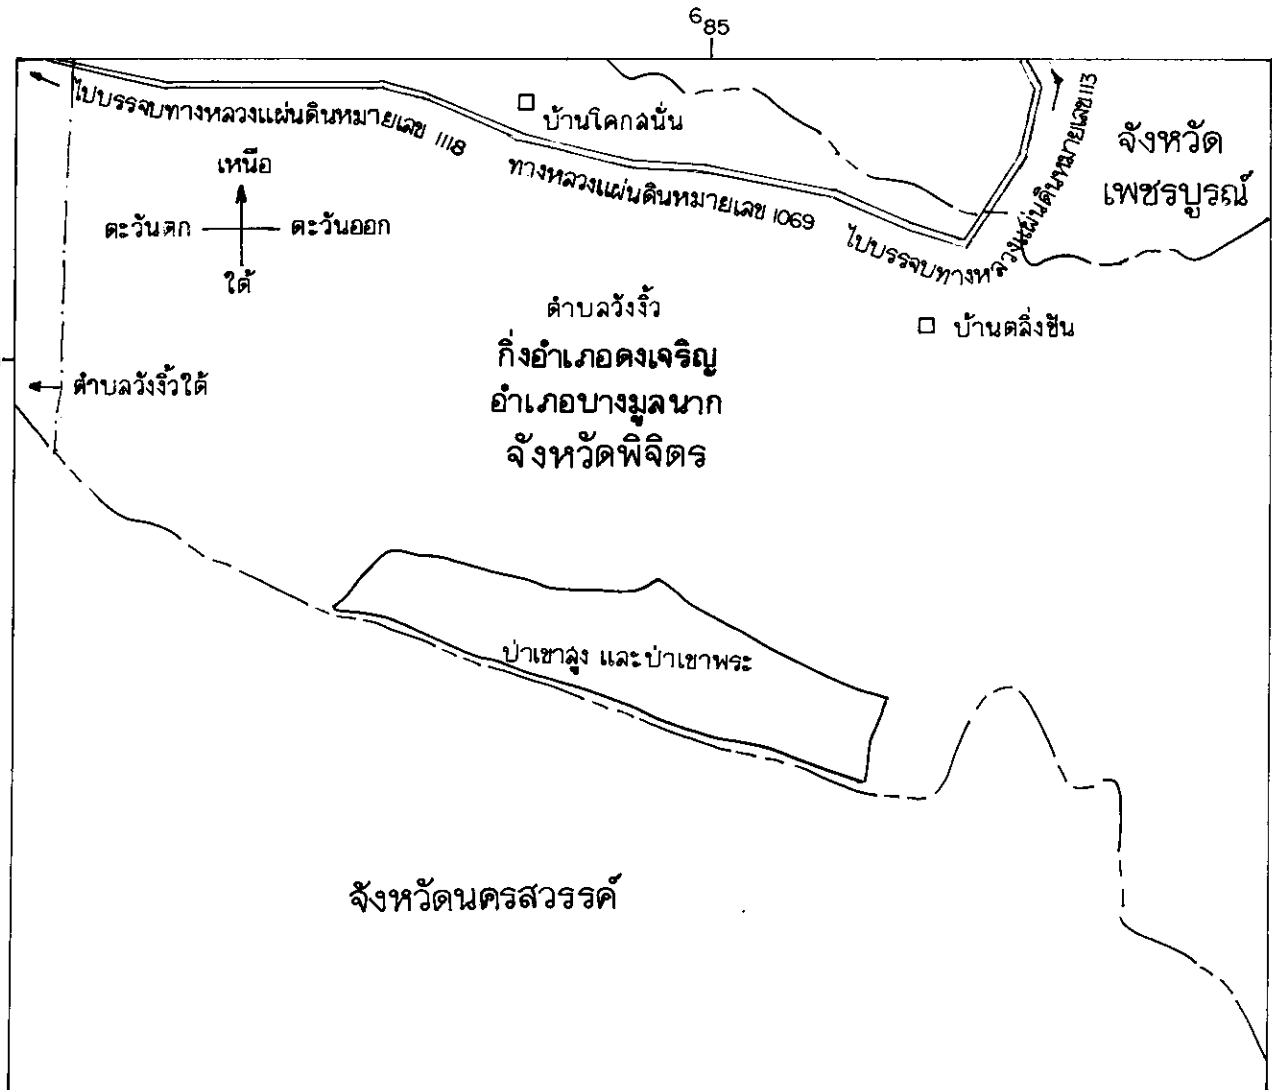 685
ไปบรรจบทางหลวงแผ่นดินหมายเลข 1118
บ้านโคกสนั่น
ทางหลวงแผ่นดินหมายเลข 1069
ไปบรรจบทางหลวงแผ่นดินหมายเลข 113
จังหวัด
เพชรบูรณ์
เหนือ
ตะวันตก
ตะวันออก
ใต้
ตำบลวังงิ้ว
กิ่งอำเภอดงเจริญ
อำเภอบางมูลนาก
จังหวัดพิจิตร
บ้านตลิ่งชัน
ตำบลวังงิ้วใต้
ป่าเขาสูง และป่าเขาพระ
จังหวัดนครสวรรค์